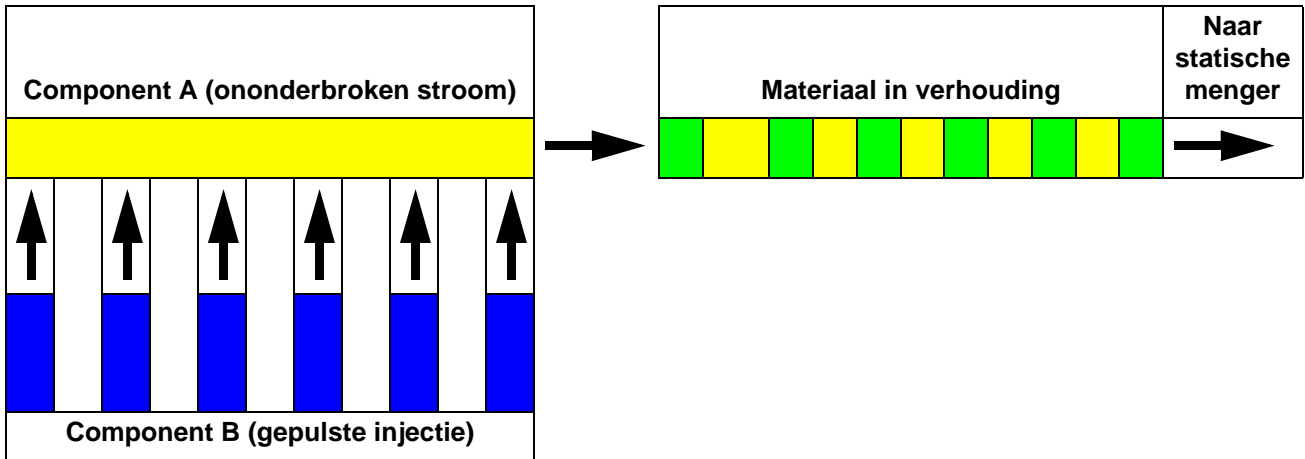 Component A (ononderbroken stroom)
Component B (gepulste injectie)
Materiaal in verhouding
Naar
statische
menger